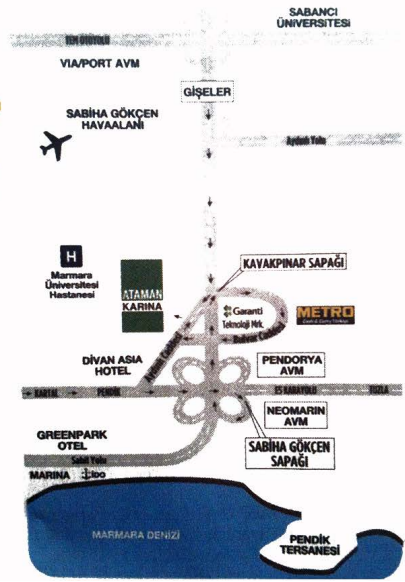 SABANCI
ÜNİVERSİTESİ
TEM OTOYOLU
VIA/PORT AVM
GİŞELER
SABİHA GÖKÇEN
HAVAALANI
Aydınlı Yolu
H
Marmara
Üniversitesi
Hastanesi
KAVAKPINAR SAPAĞI
ATAMAN
KARINA
Garanti
Teknoloji Mrk.
METRO
DİVAN ASIA
HOTEL
PENDORYA
AVM
KARTAL
PENDİK
E5 KARAYOLU
TUZLA
NEOMARİN
AVM
GREENPARK
OTEL
SABİHA GÖKÇEN
SAPAĞI
Sahil Yolu
MARINA
İDO
MARMARA DENİZİ
PENDİK
TERSANESİ